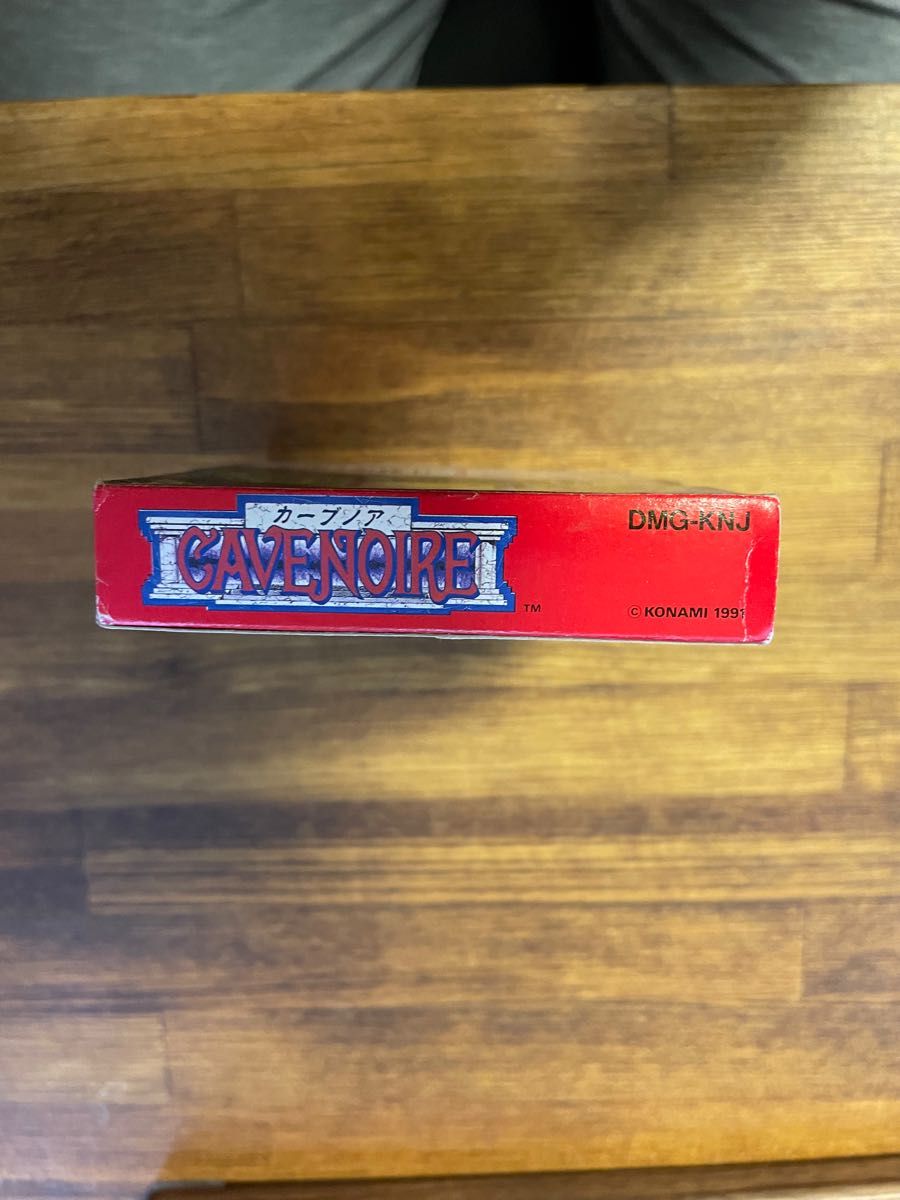 カーブノア
CAVENOIRE
TM
DMG-KNJ
© KONAMI 1991